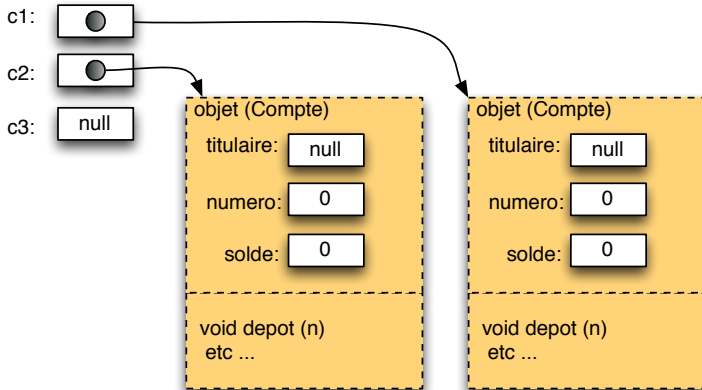 c1:
c2:
c3: null
objet (Compte)
titulaire: null
numero: 0
solde: 0
void depot (n)
etc ...
objet (Compte)
titulaire: null
numero: 0
solde: 0
void depot (n)
etc ...